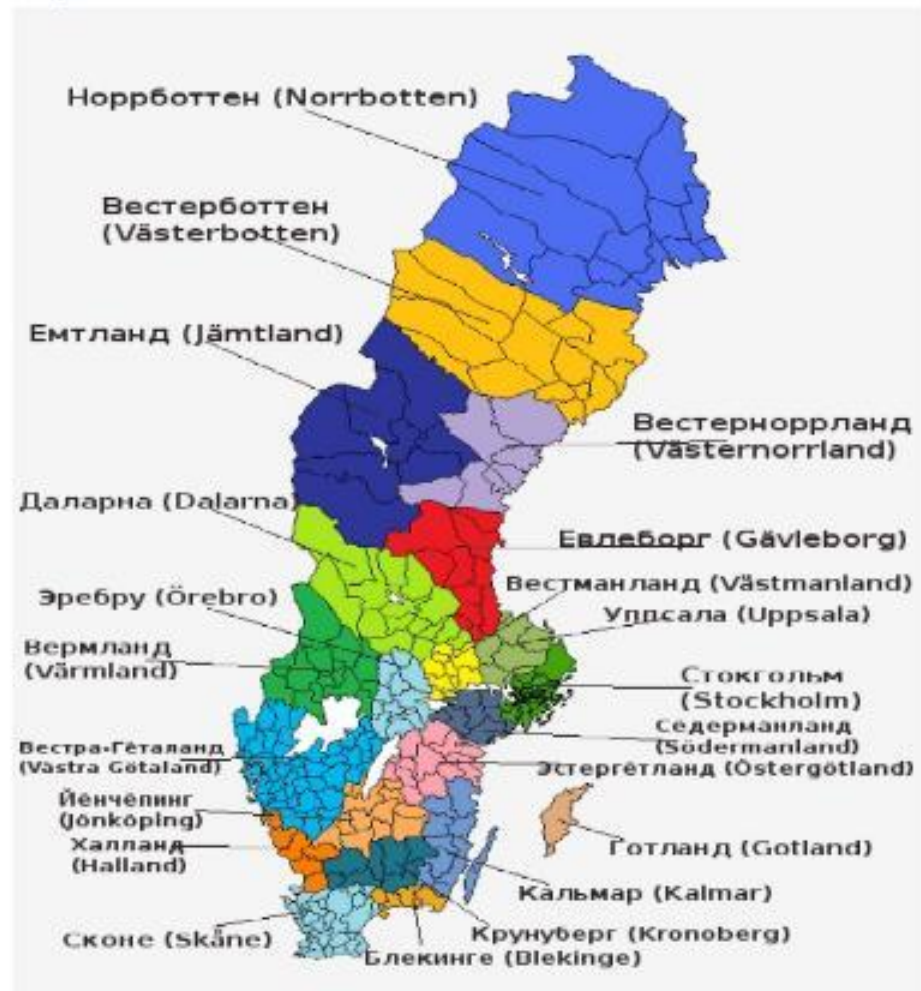 Норрботтен (Norrbotten)
Вестерботтен
(Västerbotten)
Емтланд (Jämtland)
Вестерноррланд
(Västernorrland)
Даларна (Dalarna)
Евлеборг (Gävleborg)
Вестманланд (Västmanland)
Эребру (Örebro)
Уппсала (Uppsala)
Вермланд
(Värmland)
Стокгольм
(Stockholm)
Седерманланд
(Södermanland)
Вестра-Гёталанд
(Västra Götaland)
Эстергётланд (Östergötland)
Йёнчёпинг
(Jönköping)
Халланд
(Halland)
Готланд (Gotland)
Кальмар (Kalmar)
Сконе (Skåne)
Крунуберг (Kronoberg)
Блекинге (Blekinge)